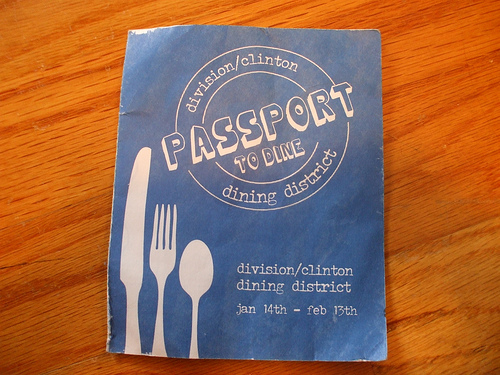 division/clinton
PASSPORT
TO DINE
dining district
division/clinton
dining district
jan 14th - feb 13th